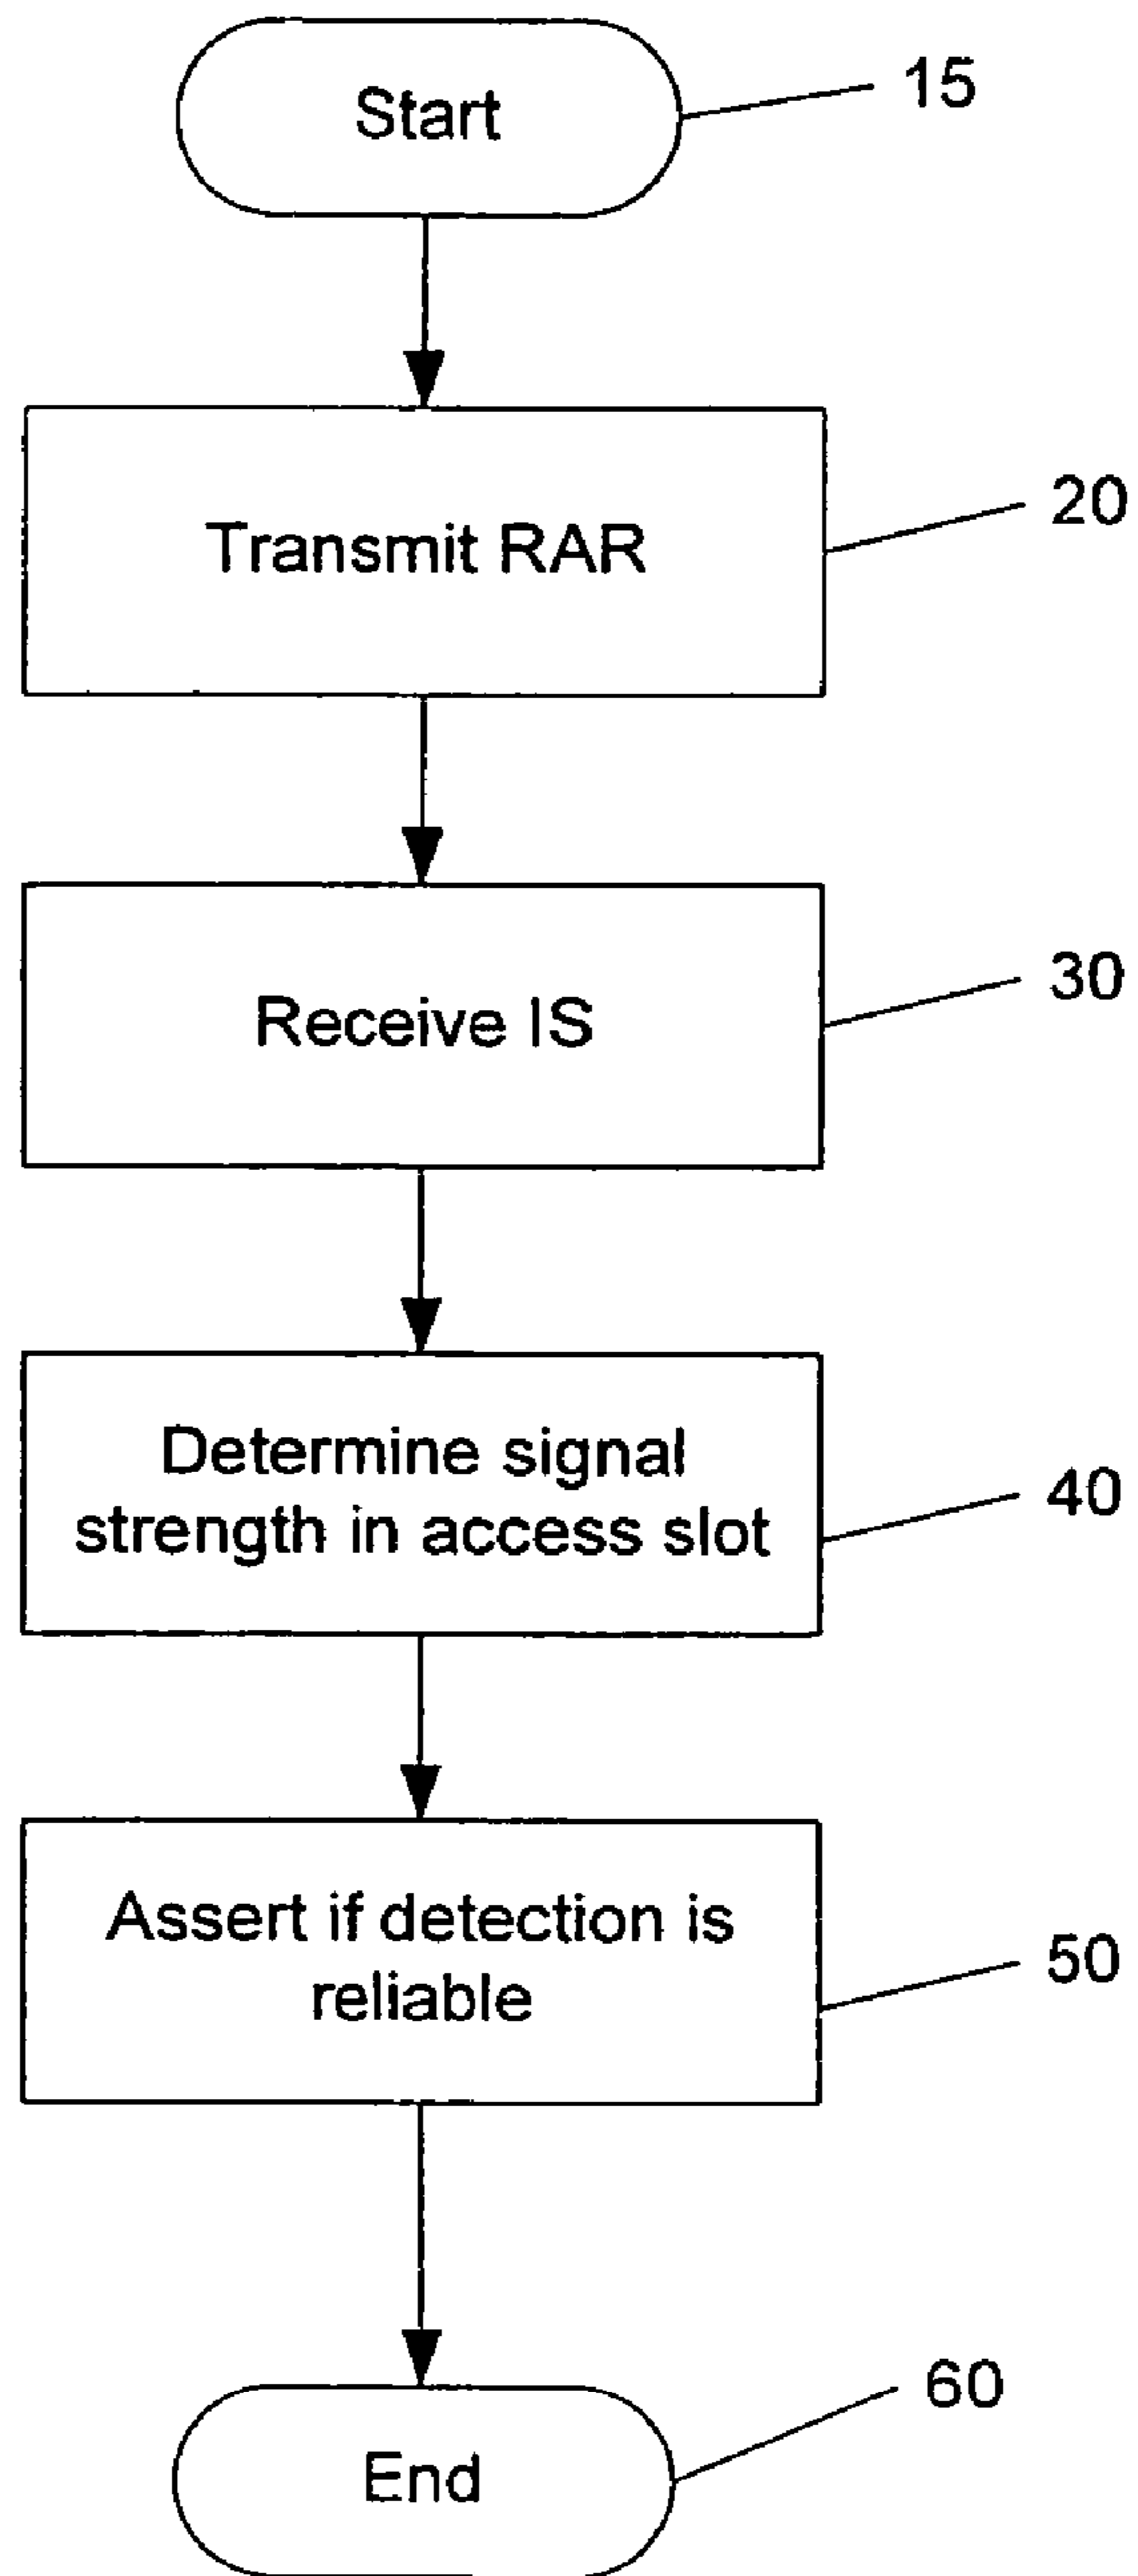 Start
15
Transmit RAR
20
Receive IS
30
Determine signal
strength in access slot
40
Assert if detection is
reliable
50
End
60